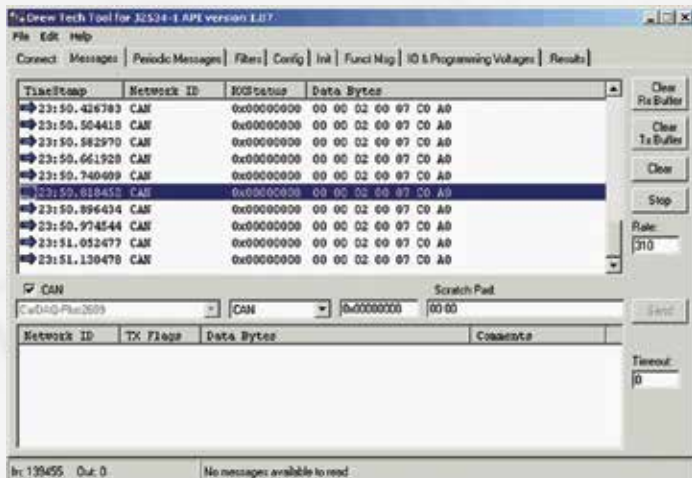 Drew Tech Tool for J2534-1 API version 1.07
File Edit Help
Connect Messages Periodic Messages Filters Config Init Funct Msg IO & Programming Voltages Results
TimeStamp Network ID RXStatus Data Bytes
23:50.426783 CAN 0x00000000 00 00 02 00 07 C0 A0
23:50.504418 CAN 0x00000000 00 00 02 00 07 C0 A0
23:50.582970 CAN 0x00000000 00 00 02 00 07 C0 A0
23:50.661928 CAN 0x00000000 00 00 02 00 07 C0 A0
23:50.740409 CAN 0x00000000 00 00 02 00 07 C0 A0
23:50.818452 CAN 0x00000000 00 00 02 00 07 C0 A0
23:50.896434 CAN 0x00000000 00 00 02 00 07 C0 A0
23:50.974544 CAN 0x00000000 00 00 02 00 07 C0 A0
23:51.052477 CAN 0x00000000 00 00 02 00 07 C0 A0
23:51.130478 CAN 0x00000000 00 00 02 00 07 C0 A0
Clear Rx Buffer
Clear Tx Buffer
Clear
Stop
Rate:
310
CAN Scratch Pad
CarDAQ-Plus2609 CAN 0x00000000 00 00 Send
Network ID TX Flags Data Bytes Comments
Timeout:
0
In: 139455 Out: 0 No messages available to read